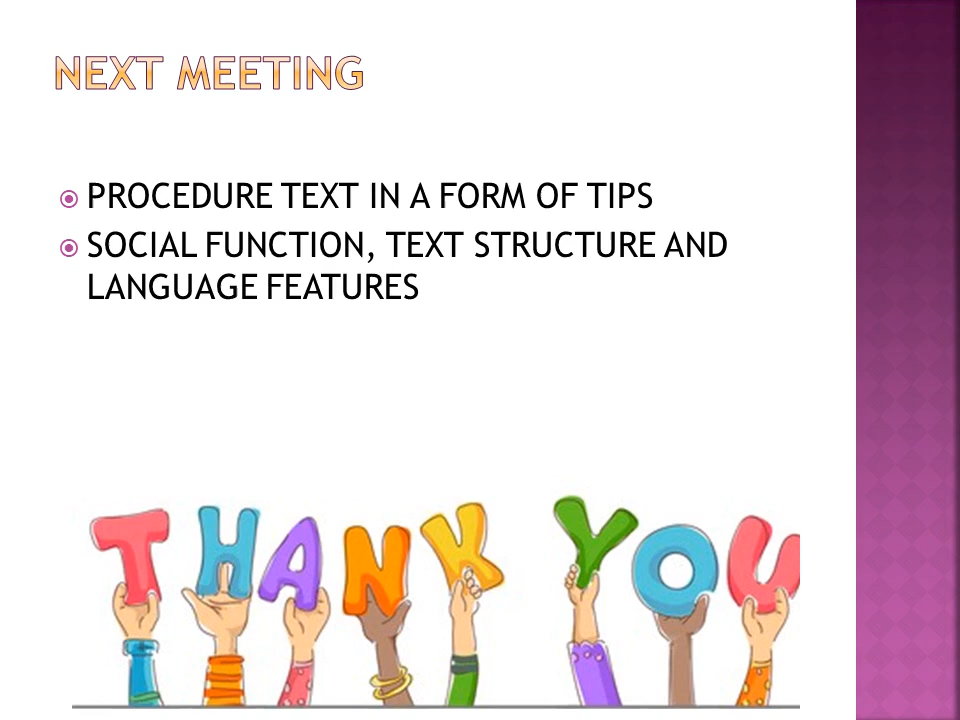 NEXT MEETING
PROCEDURE TEXT IN A FORM OF TIPS
SOCIAL FUNCTION, TEXT STRUCTURE AND
LANGUAGE FEATURES
THANK YOU